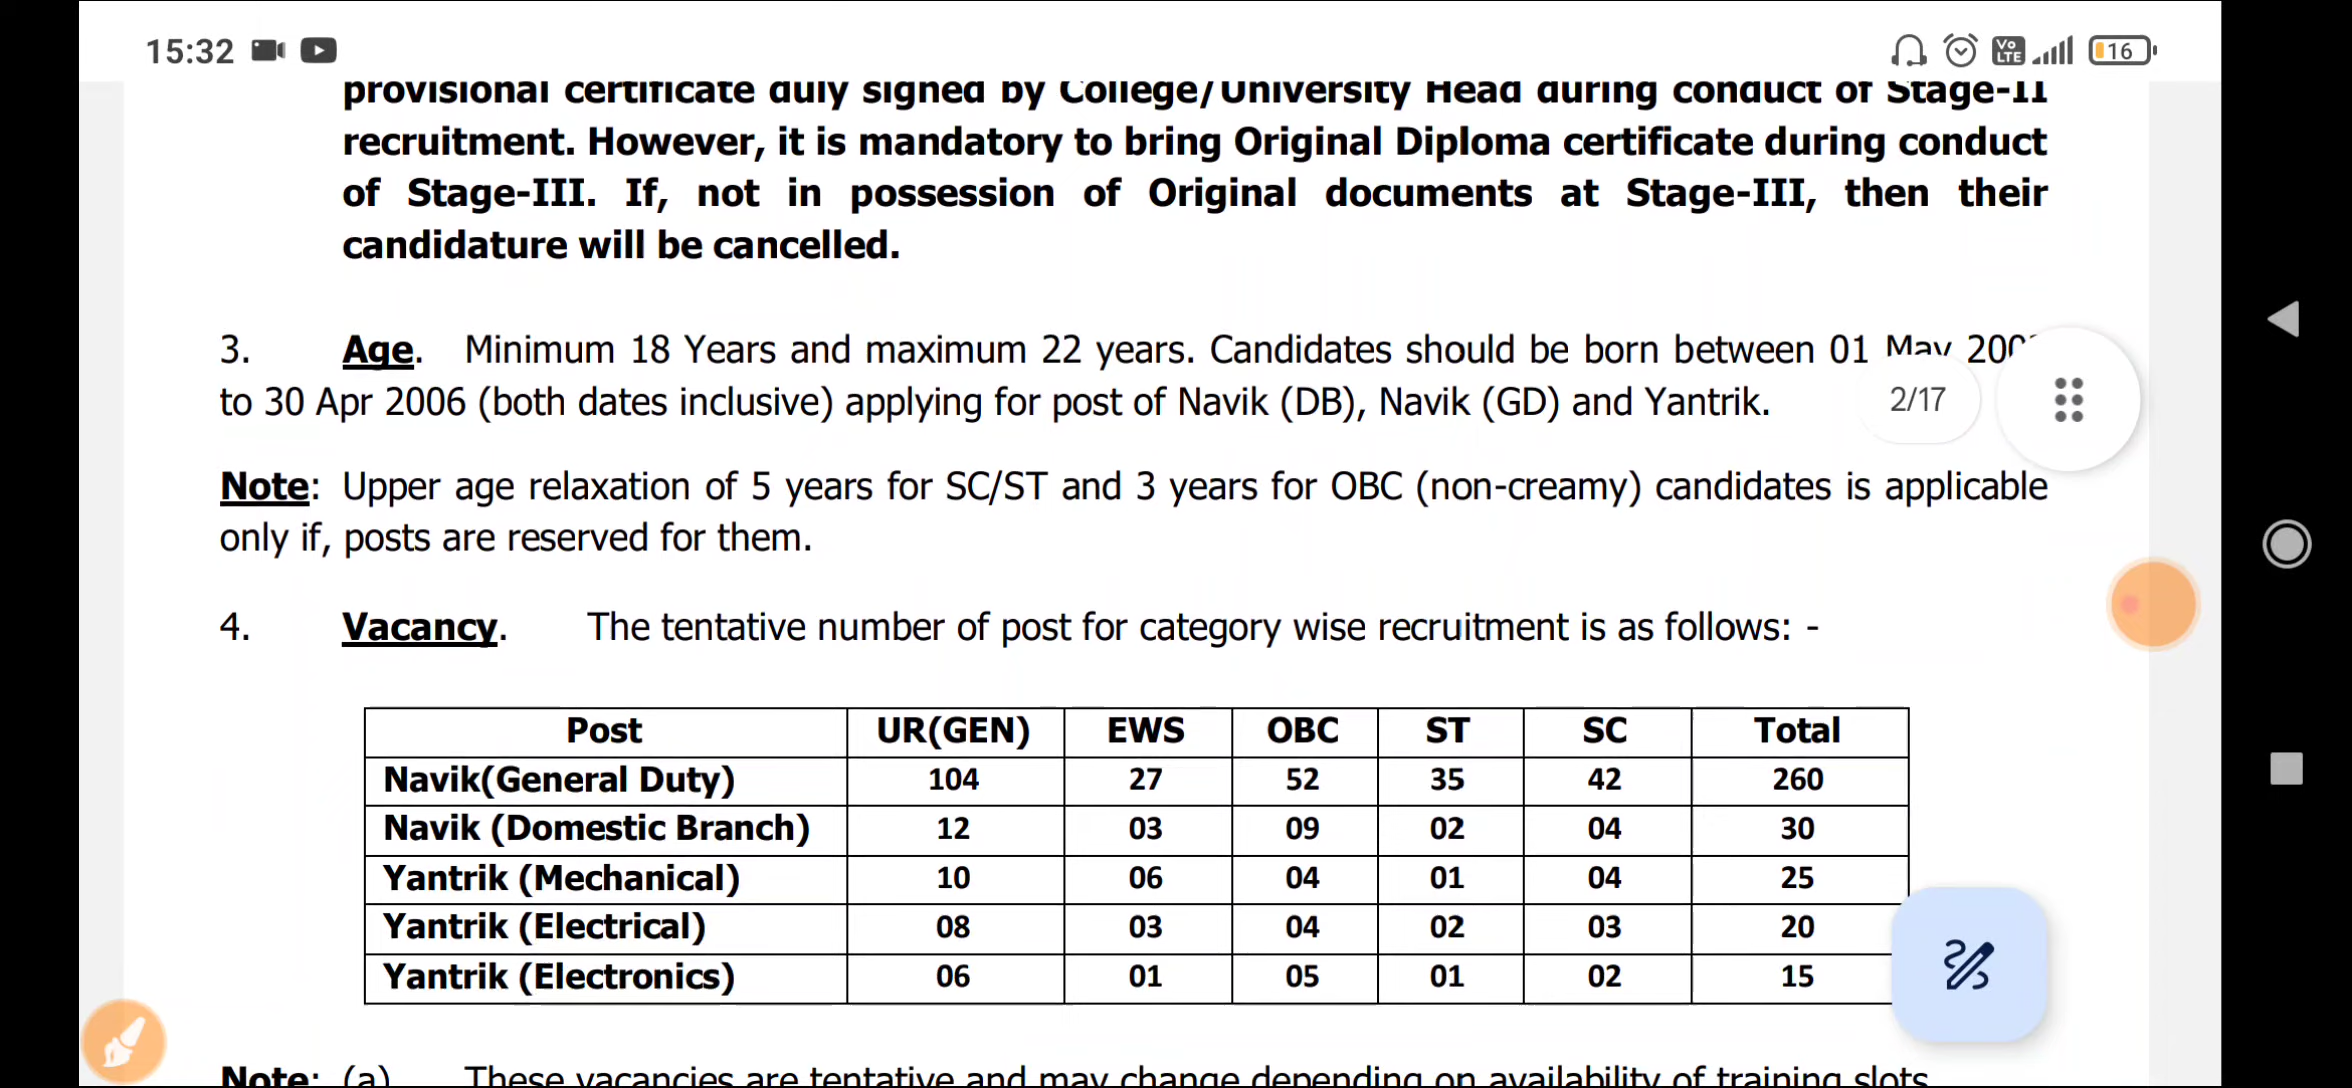 15:32
Vo LTE 16
provisional certificate duly signed by College/University Head during conduct of Stage-II
recruitment. However, it is mandatory to bring Original Diploma certificate during conduct
of Stage-III. If, not in possession of Original documents at Stage-III, then their
candidature will be cancelled.
3. Age. Minimum 18 Years and maximum 22 years. Candidates should be born between 01 May
to 30 Apr 2006 (both dates inclusive) applying for post of Navik (DB), Navik (GD) and Yantrik.
2/17
Note: Upper age relaxation of 5 years for SC/ST and 3 years for OBC (non-creamy) candidates is applicable
only if, posts are reserved for them.
4. Vacancy. The tentative number of post for category wise recruitment is as follows: -
Post UR(GEN) EWS OBC ST SC Total
Navik(General Duty) 104 27 52 35 42 260
Navik (Domestic Branch) 12 03 09 02 04 30
Yantrik (Mechanical) 10 06 04 01 04 25
Yantrik (Electrical) 08 03 04 02 03 20
Yantrik (Electronics) 06 01 05 01 02 15
Note: (a) These vacancies are tentative and may change depending on availability of training slots